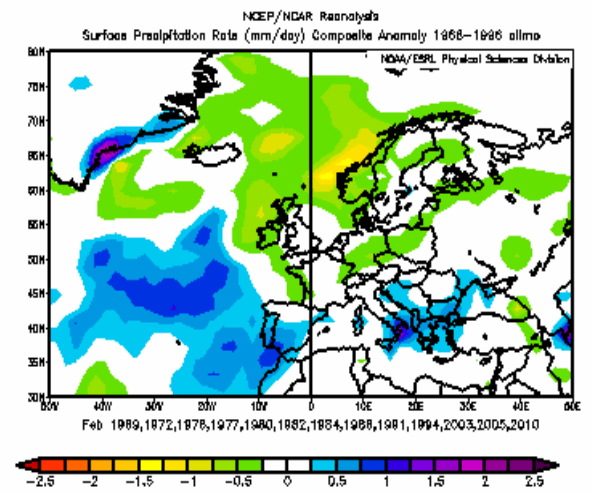 NCEP/NCAR Reanalysis
Surface Precipitation Rate (mm/day) Composite Anomaly 1968-1996 climo
NOAA/ESRL Physical Sciences Division
80N
75N
70N
65N
60N
55N
50N
45N
40N
35N
30N
50W 40W 30W 20W 10W 0 10E 20E 30E 40E 50E
Feb 1969,1972,1978,1977,1980,1982,1984,1988,1991,1994,2003,2005,2010
-2.5 -2 -1.5 -1 -0.5 0 0.5 1 1.5 2 2.5